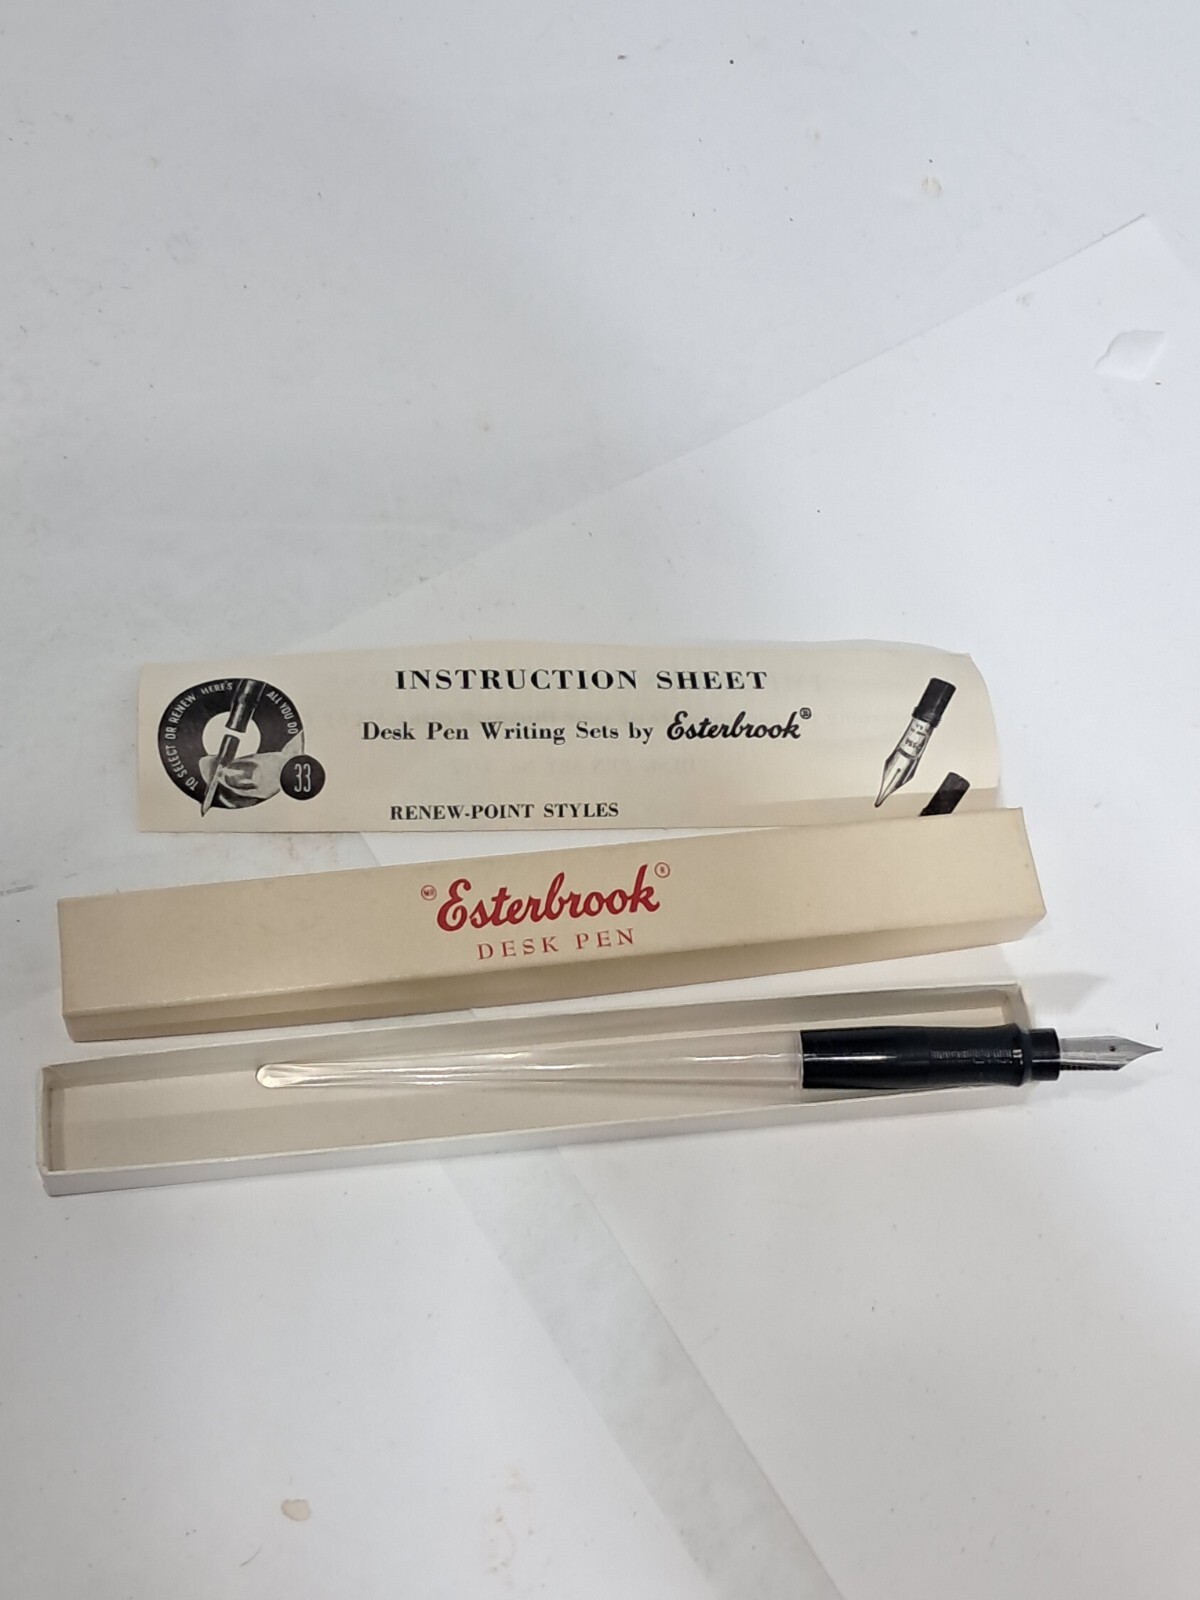 INSTRUCTION SHEET
Desk Pen Writing Sets by Esterbrook®
TO SELECT OR RENEW HERE'S ALL YOU DO
33
RENEW-POINT STYLES
Esterbrook®
DESK PEN